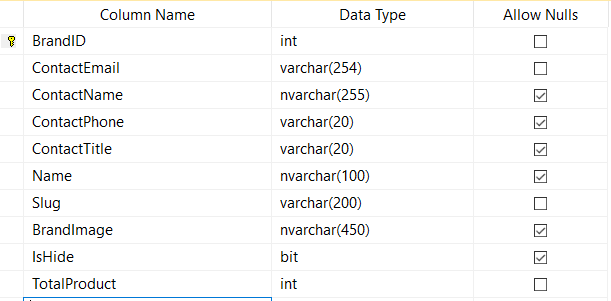 Column Name Data Type Allow Nulls
BrandID int
ContactEmail varchar(254)
ContactName nvarchar(255)
ContactPhone varchar(20)
ContactTitle varchar(20)
Name nvarchar(100)
Slug varchar(200)
BrandImage nvarchar(450)
IsHide bit
TotalProduct int